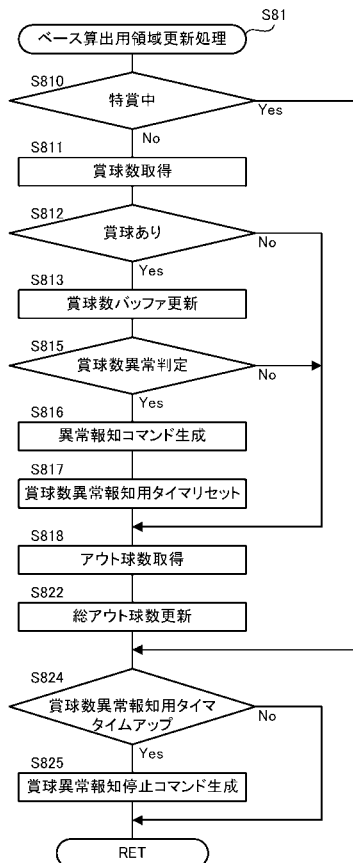 S81
ベース算出用領域更新処理
S810
特賞中
Yes
No
S811
賞球数取得
S812
賞球あり
No
Yes
S813
賞球数バッファ更新
S815
賞球数異常判定
No
Yes
S816
異常報知コマンド生成
S817
賞球数異常報知用タイマリセット
S818
アウト球数取得
S822
総アウト球数更新
S824
賞球数異常報知用タイマ
タイムアップ
No
Yes
S825
賞球異常報知停止コマンド生成
RET